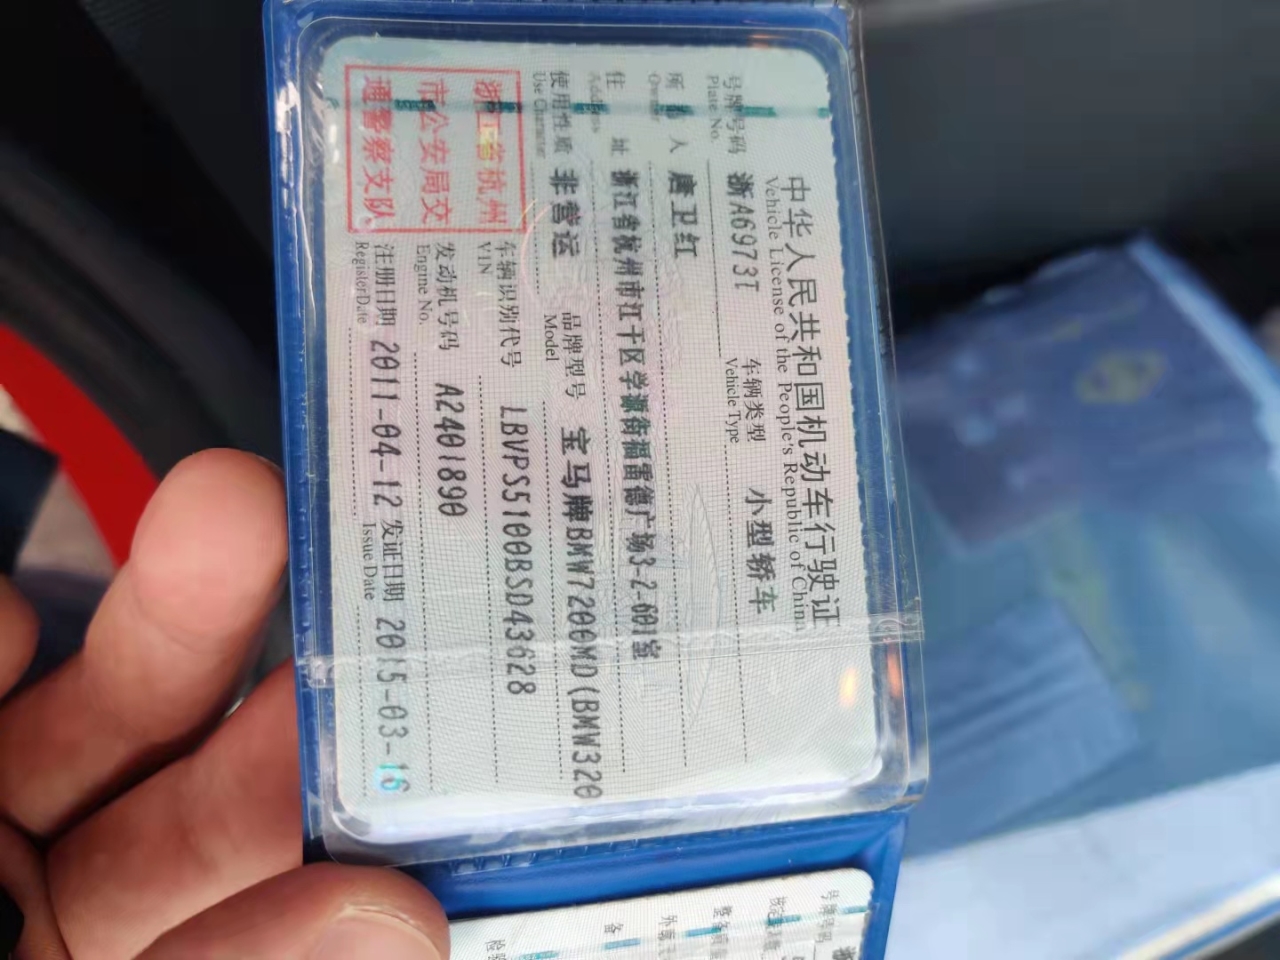 中华人民共和国机动车行驶证
Vehicle License of the People's Republic of China
号牌号码 浙A6973T 车辆类型 小型轿车
Plate No. Vehicle Type
所有人 唐卫红
Owner
住址 浙江省杭州市江干区学源街福雷德广场3-2-601室
Address
使用性质 非营运 品牌型号 宝马牌BMW7200MD(BMW320
Use Character Model
浙江省杭州
市公安局交
通警察支队
车辆识别代号 LBVPS5100BSD43628
VIN
发动机号码 A2401890
Engine No.
注册日期 2011-04-12 发证日期 2015-03-16
Register Date Issue Date
号牌号码